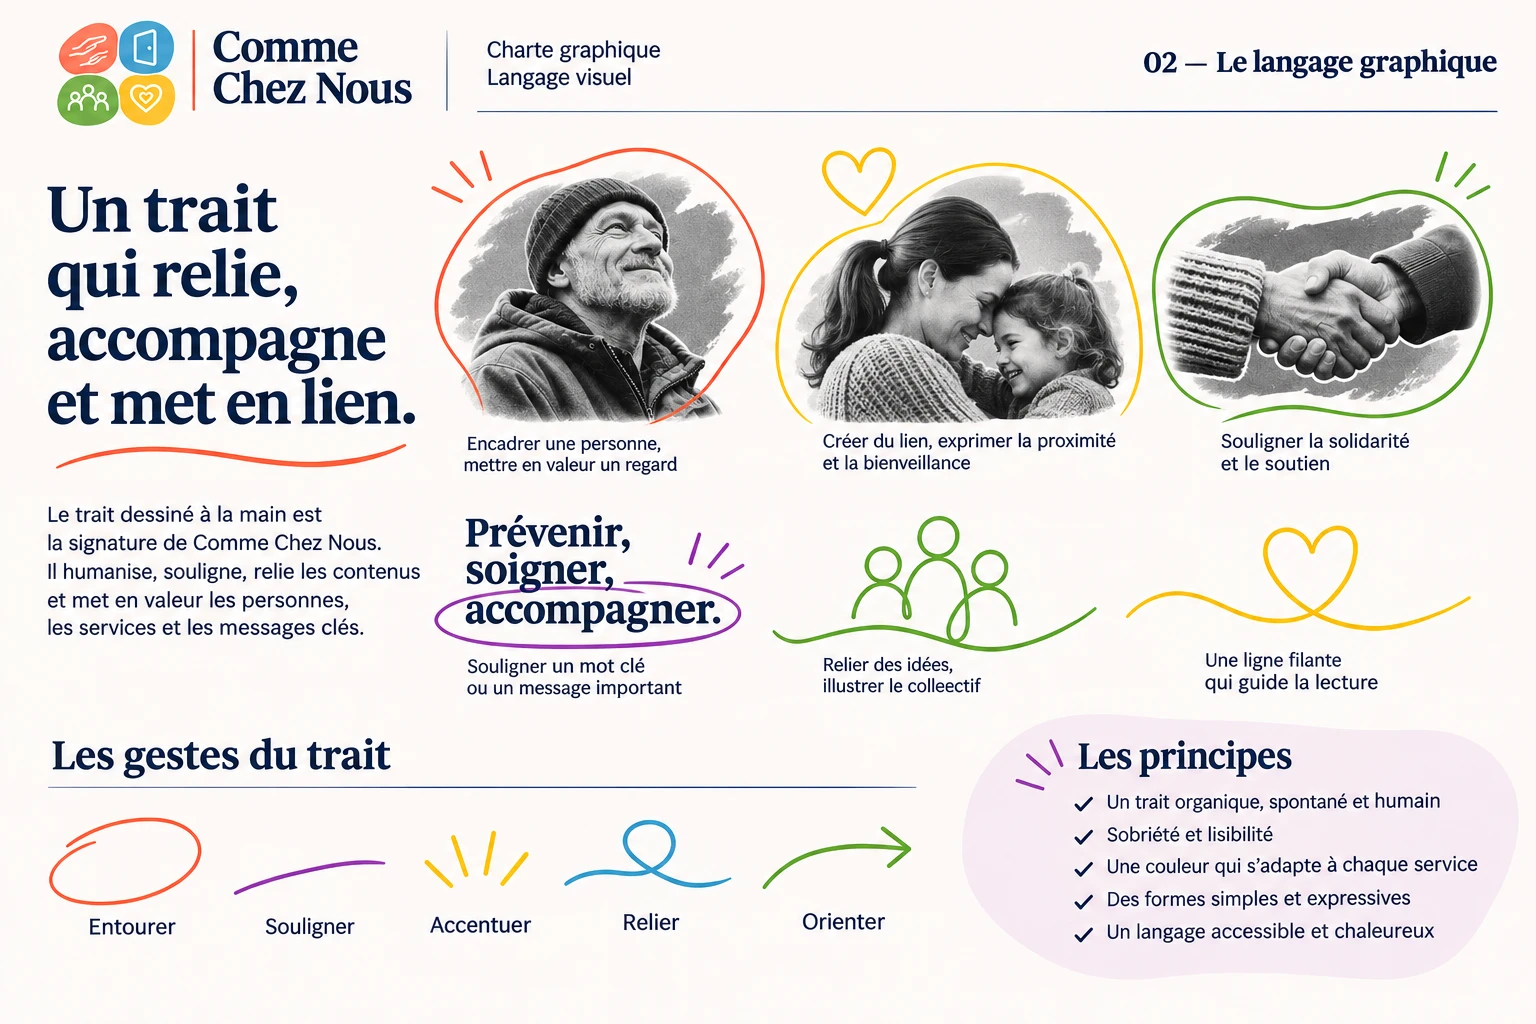 Comme
Chez Nous
Charte graphique
Langage visuel
02 — Le langage graphique
Un trait
qui relie,
accompagne
et met en lien.
Le trait dessiné à la main est
la signature de Comme Chez Nous.
Il humanise, souligne, relie les contenus
et met en valeur les personnes,
les services et les messages clés.
Encadrer une personne,
mettre en valeur un regard
Créer du lien, exprimer la proximité
et la bienveillance
Souligner la solidarité
et le soutien
Prévenir,
soigner,
accompagner.
Souligner un mot clé
ou un message important
Relier des idées,
illustrer le colleectif
Une ligne filante
qui guide la lecture
Les gestes du trait
Entourer
Souligner
Accentuer
Relier
Orienter
Les principes
Un trait organique, spontané et humain
Sobriété et lisibilité
Une couleur qui s'adapte à chaque service
Des formes simples et expressives
Un langage accessible et chaleureux